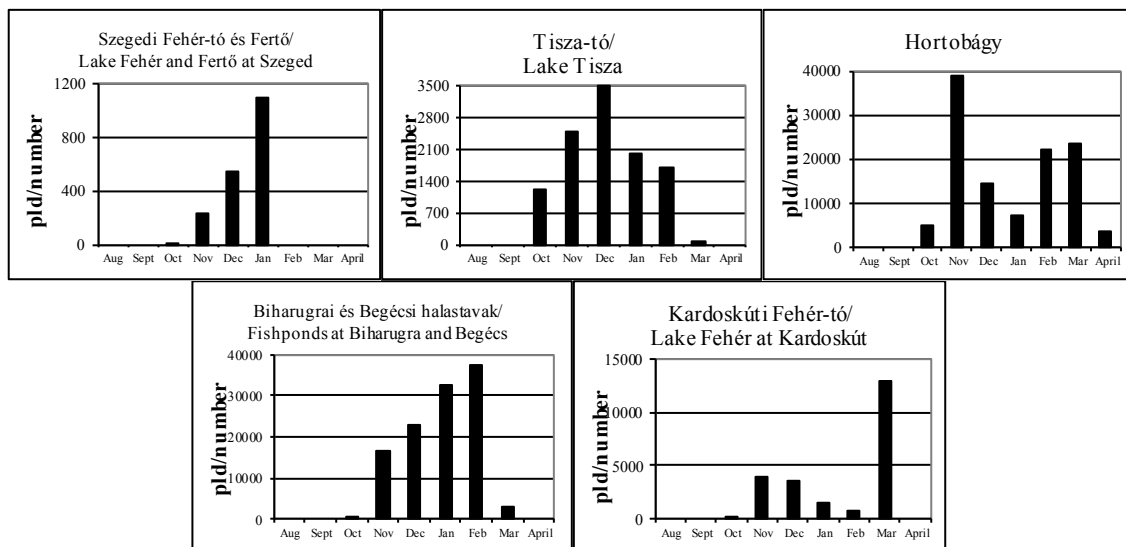 Szegedi Fehér-tó és Fertő/
Lake Fehér and Fertő at Szeged
pld/number
1200
800
400
0
Aug Sept Oct Nov Dec Jan Feb Mar April
Tisza-tó/
Lake Tisza
pld/number
3500
2800
2100
1400
700
0
Aug Sept Oct Nov Dec Jan Feb Mar April
Hortobágy
pld/number
40000
30000
20000
10000
0
Aug Sept Oct Nov Dec Jan Feb Mar April
Biharugrai és Begécsi halastavak/
Fishponds at Biharugra and Begécs
pld/number
40000
30000
20000
10000
0
Aug Sept Oct Nov Dec Jan Feb Mar April
Kardoskúti Fehér-tó/
Lake Fehér at Kardoskút
pld/number
15000
10000
5000
0
Aug Sept Oct Nov Dec Jan Feb Mar April